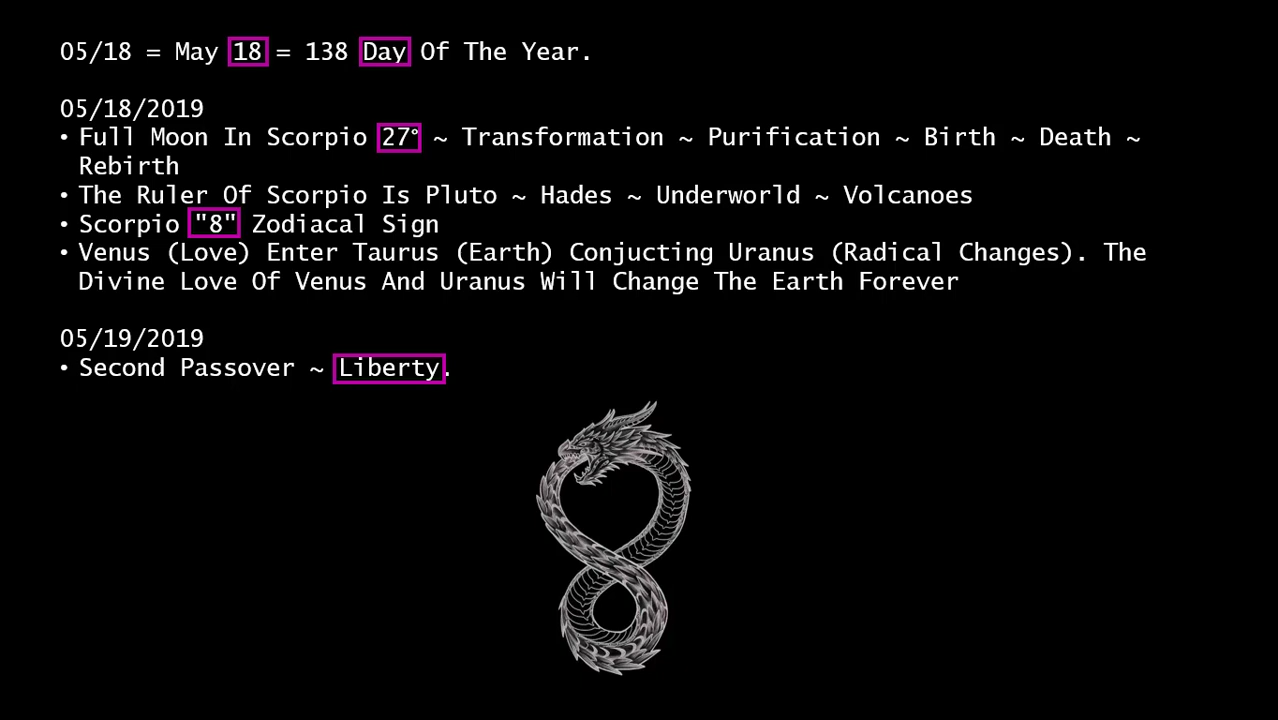 05/18 = May 18 = 138 Day Of The Year.
05/18/2019
• Full Moon In Scorpio 27° ~ Transformation ~ Purification ~ Birth ~ Death ~
Rebirth
• The Ruler Of Scorpio Is Pluto ~ Hades ~ Underworld ~ Volcanoes
• Scorpio "8" Zodiacal Sign
• Venus (Love) Enter Taurus (Earth) Conjucting Uranus (Radical Changes). The
Divine Love Of Venus And Uranus Will Change The Earth Forever
05/19/2019
• Second Passover ~ Liberty.